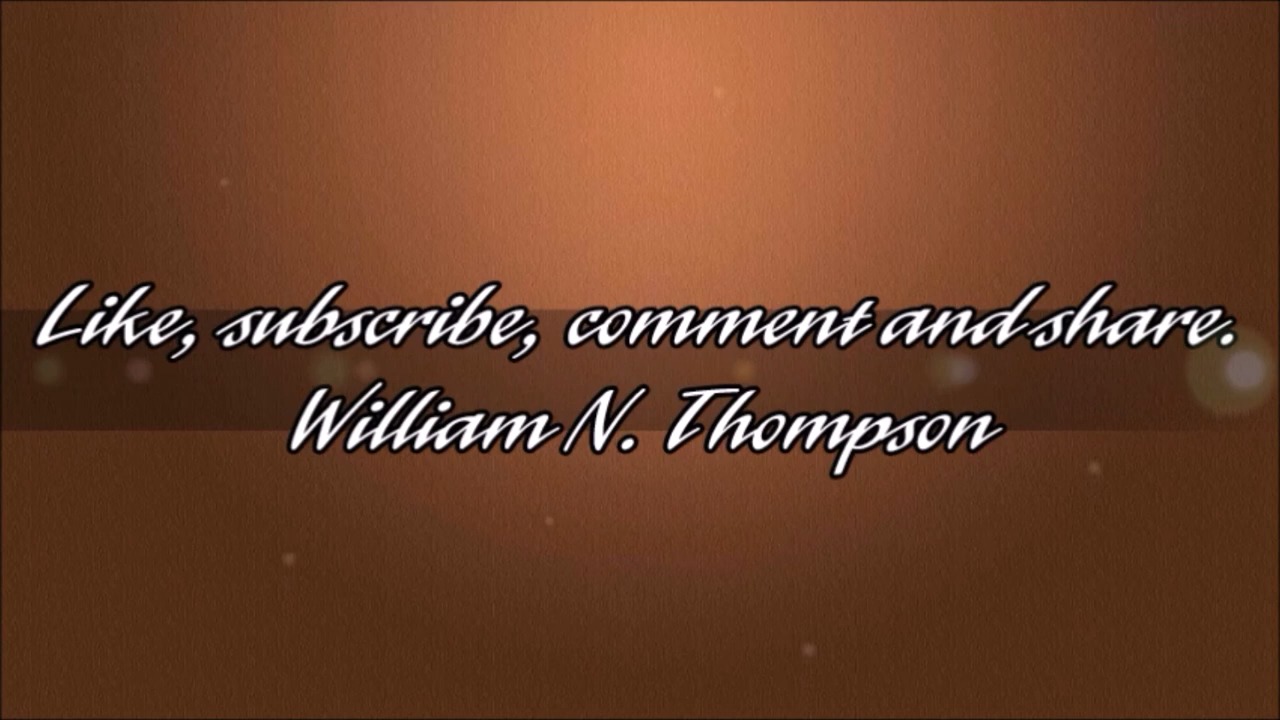 Like, subscribe, comment and share.
William N. Thompson